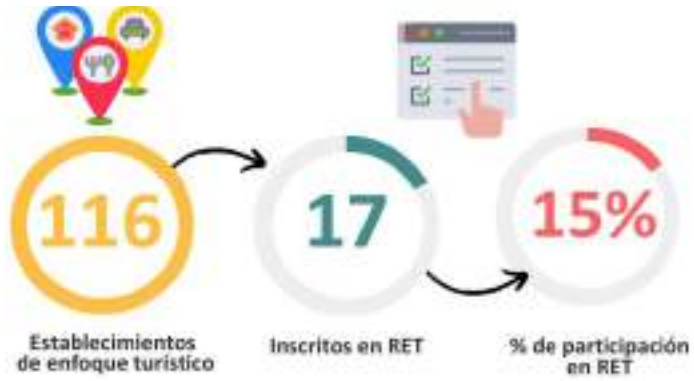 116
17
15%
Establecimientos
de enfoque turístico
Inscritos en RET
% de participación
en RET